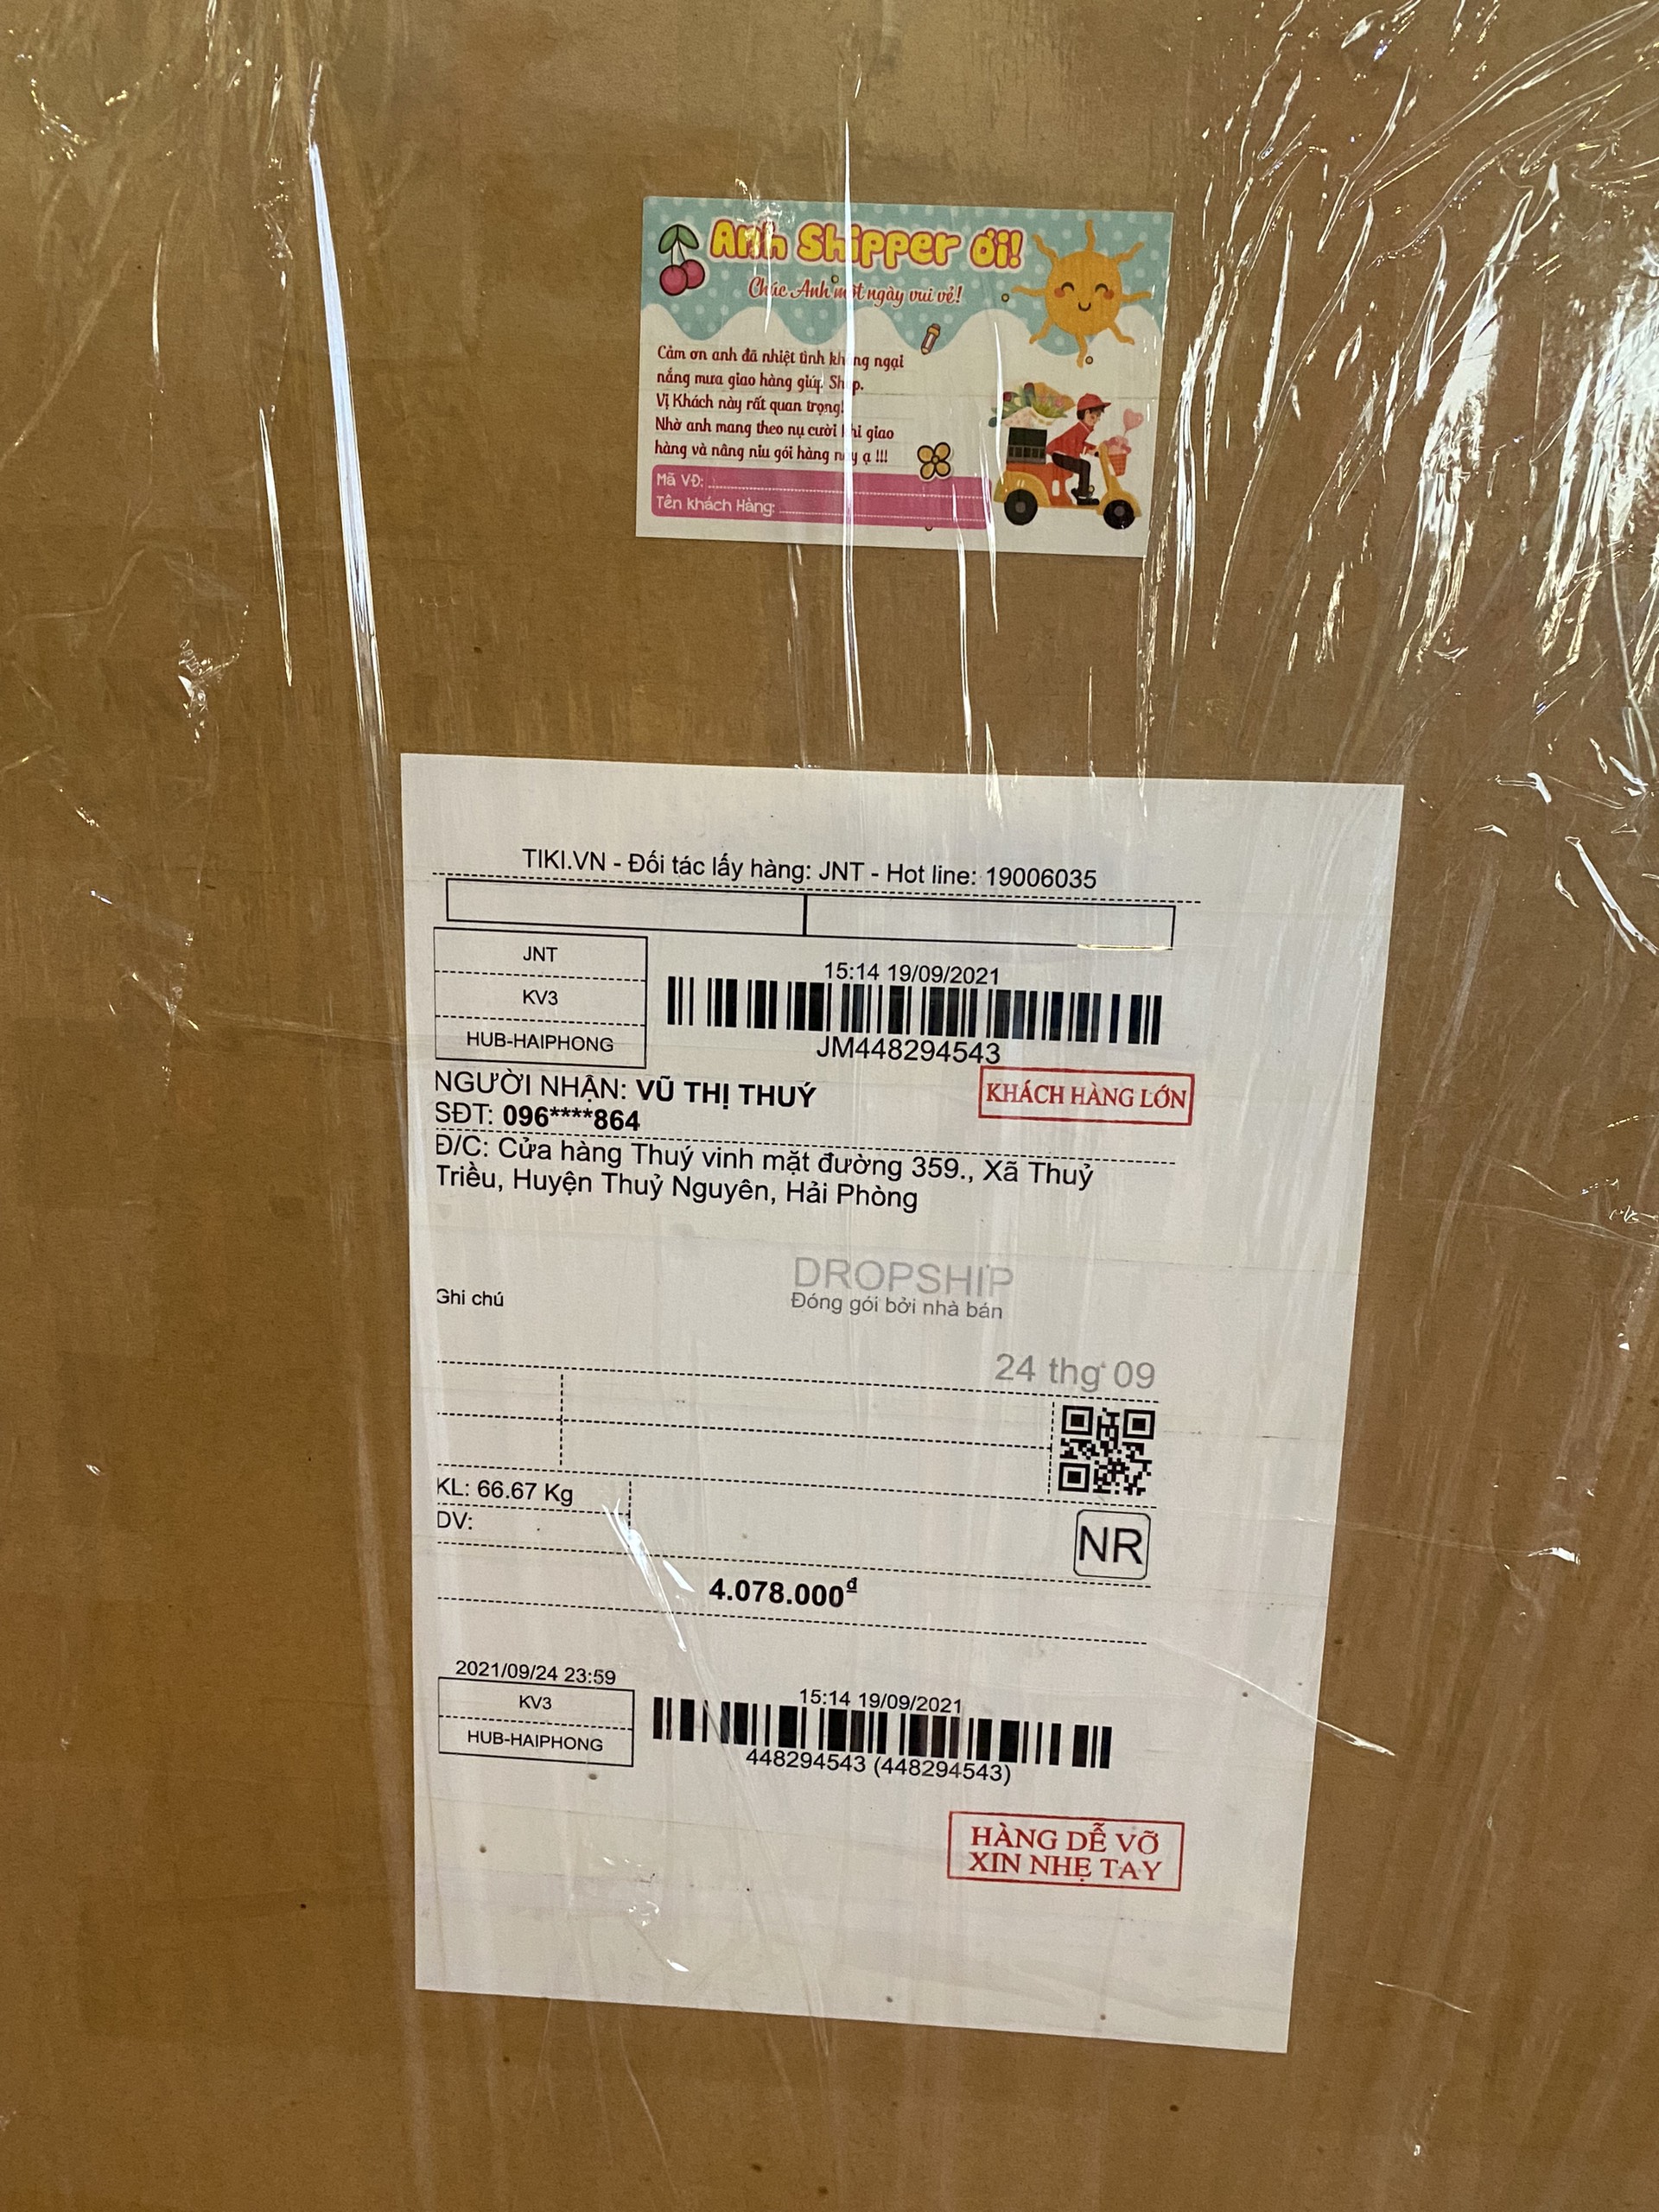 Anh Shipper ơi!
Chúc Anh một ngày vui vẻ!
Cảm ơn anh đã nhiệt tình không ngại
nắng mưa giao hàng giúp Shop.
Vị Khách này rất quan trọng!
Nhờ anh mang theo nụ cười khi giao
hàng và nâng niu gói hàng này ạ !!!
Mã VĐ:
Tên khách Hàng:
TIKI.VN - Đối tác lấy hàng: JNT - Hot line: 19006035
JNT
KV3
HUB-HAIPHONG
15:14 19/09/2021
JM448294543
NGƯỜI NHẬN: VŨ THỊ THUÝ
KHÁCH HÀNG LỚN
SĐT: 096****864
Đ/C: Cửa hàng Thuý vinh mặt đường 359., Xã Thuỷ
Triều, Huyện Thuỷ Nguyên, Hải Phòng
DROPSHIP
Đóng gói bởi nhà bán
Ghi chú
24 thg 09
KL: 66.67 Kg
DV:
NR
4.078.000đ
2021/09/24 23:59
KV3
HUB-HAIPHONG
15:14 19/09/2021
448294543 (448294543)
HÀNG DỄ VỠ
XIN NHẸ TAY